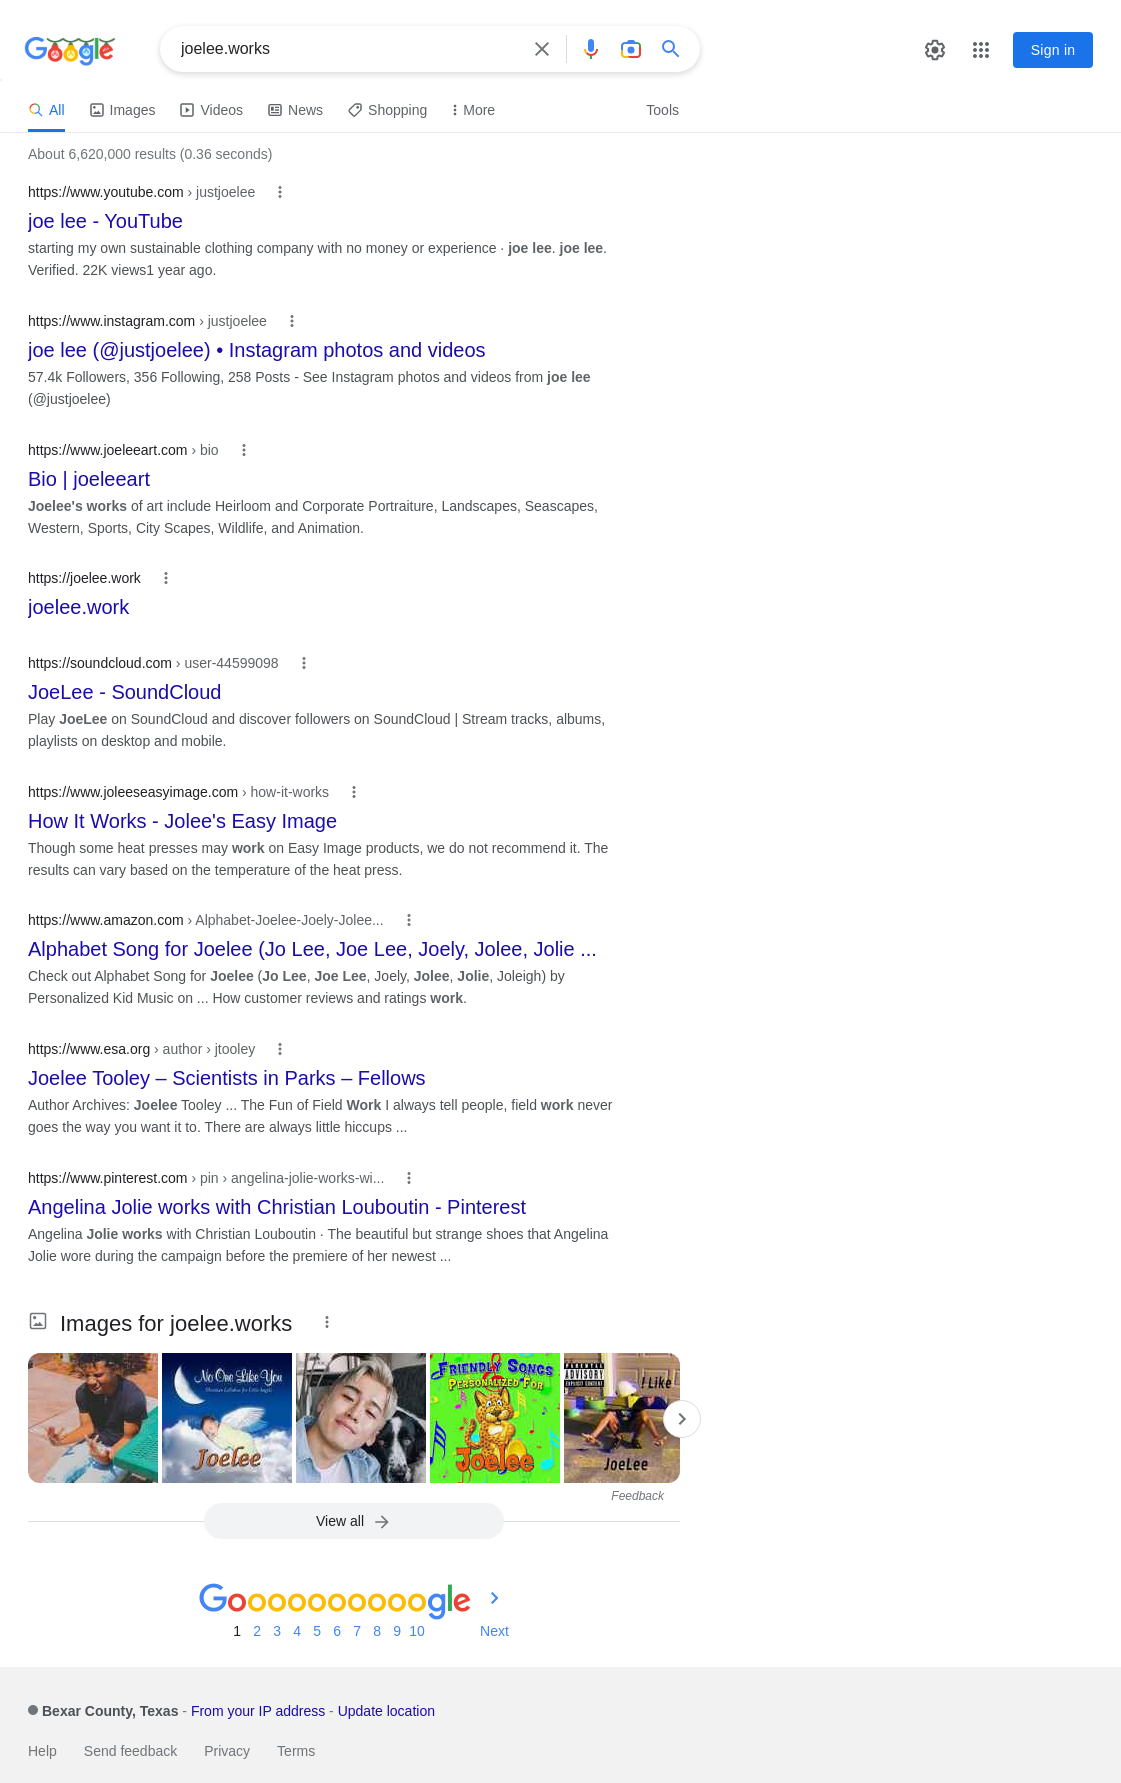 Google
joelee.works
Sign in
All
Images
Videos
News
Shopping
More
Tools
About 6,620,000 results (0.36 seconds)
https://www.youtube.com › justjoelee
joe lee - YouTube
starting my own sustainable clothing company with no money or experience · joe lee. joe lee.
Verified. 22K views1 year ago.
https://www.instagram.com › justjoelee
joe lee (@justjoelee) • Instagram photos and videos
57.4k Followers, 356 Following, 258 Posts - See Instagram photos and videos from joe lee
(@justjoelee)
https://www.joeleeart.com › bio
Bio | joeleeart
Joelee's works of art include Heirloom and Corporate Portraiture, Landscapes, Seascapes,
Western, Sports, City Scapes, Wildlife, and Animation.
https://joelee.work
joelee.work
https://soundcloud.com › user-44599098
JoeLee - SoundCloud
Play JoeLee on SoundCloud and discover followers on SoundCloud | Stream tracks, albums,
playlists on desktop and mobile.
https://www.joleeseasyimage.com › how-it-works
How It Works - Jolee's Easy Image
Though some heat presses may work on Easy Image products, we do not recommend it. The
results can vary based on the temperature of the heat press.
https://www.amazon.com › Alphabet-Joelee-Joely-Jolee...
Alphabet Song for Joelee (Jo Lee, Joe Lee, Joely, Jolee, Jolie ...
Check out Alphabet Song for Joelee (Jo Lee, Joe Lee, Joely, Jolee, Jolie, Joleigh) by
Personalized Kid Music on ... How customer reviews and ratings work.
https://www.esa.org › author › jtooley
Joelee Tooley – Scientists in Parks – Fellows
Author Archives: Joelee Tooley ... The Fun of Field Work I always tell people, field work never
goes the way you want it to. There are always little hiccups ...
https://www.pinterest.com › pin › angelina-jolie-works-wi...
Angelina Jolie works with Christian Louboutin - Pinterest
Angelina Jolie works with Christian Louboutin · The beautiful but strange shoes that Angelina
Jolie wore during the campaign before the premiere of her newest ...
Images for joelee.works
No One Like You
Christian Lullabies for Little Angels
Joelee
FRIENDLY SONGS
PERSONALIZED FOR
Joelee
PARENTAL
ADVISORY
EXPLICIT CONTENT
I Like
JoeLee
Feedback
View all
Goooooooooogle
1 2 3 4 5 6 7 8 9 10
Next
Bexar County, Texas - From your IP address - Update location
Help
Send feedback
Privacy
Terms